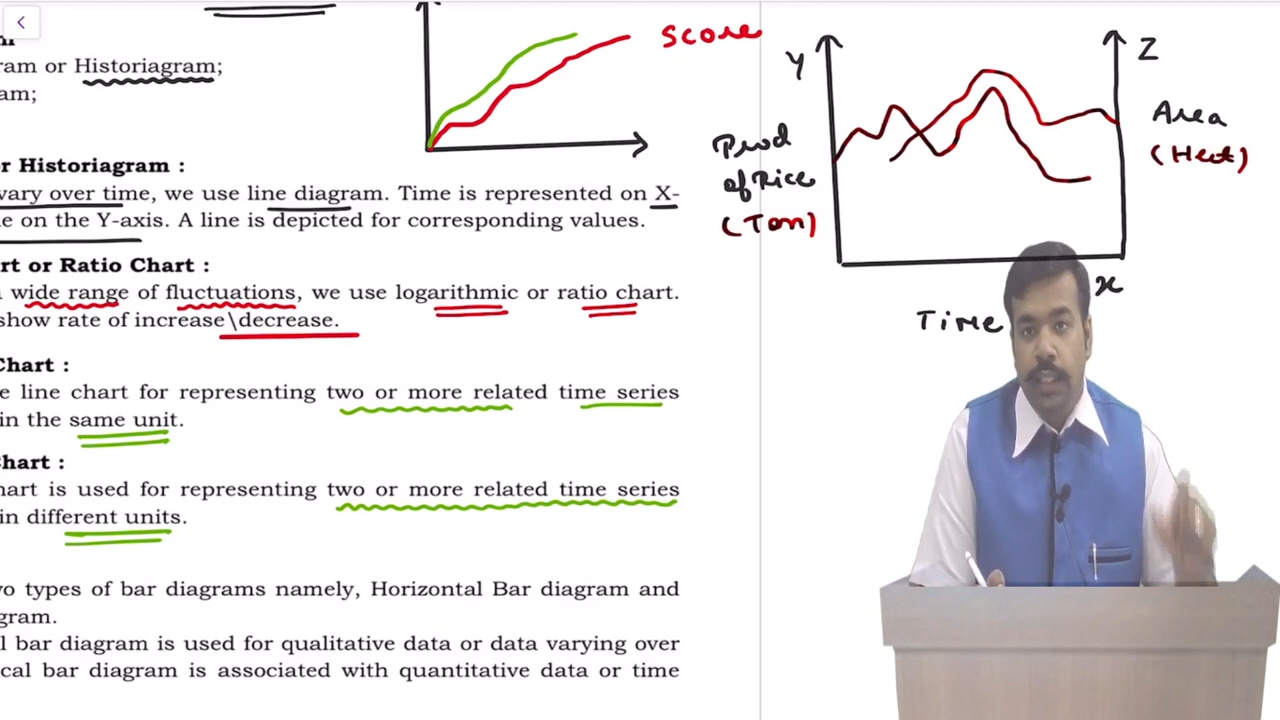 ram or Historiagram;
am;
or Historiagram :
vary over time, we use line diagram. Time is represented on X-
e on the Y-axis. A line is depicted for corresponding values.
rt or Ratio Chart :
wide range of fluctuations, we use logarithmic or ratio chart.
show rate of increase\decrease.
Chart :
e line chart for representing two or more related time series
in the same unit.
Chart :
hart is used for representing two or more related time series
in different units.
wo types of bar diagrams namely, Horizontal Bar diagram and
gram.
l bar diagram is used for qualitative data or data varying over
cal bar diagram is associated with quantitative data or time
Score
Y
Z
Prod
of Rice
(Ton)
Area
(Hect)
x
Time